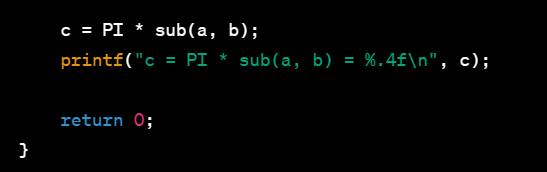 c = PI * sub(a, b);
printf("c = PI * sub(a, b) = %.4f\n", c);
return 0;
}